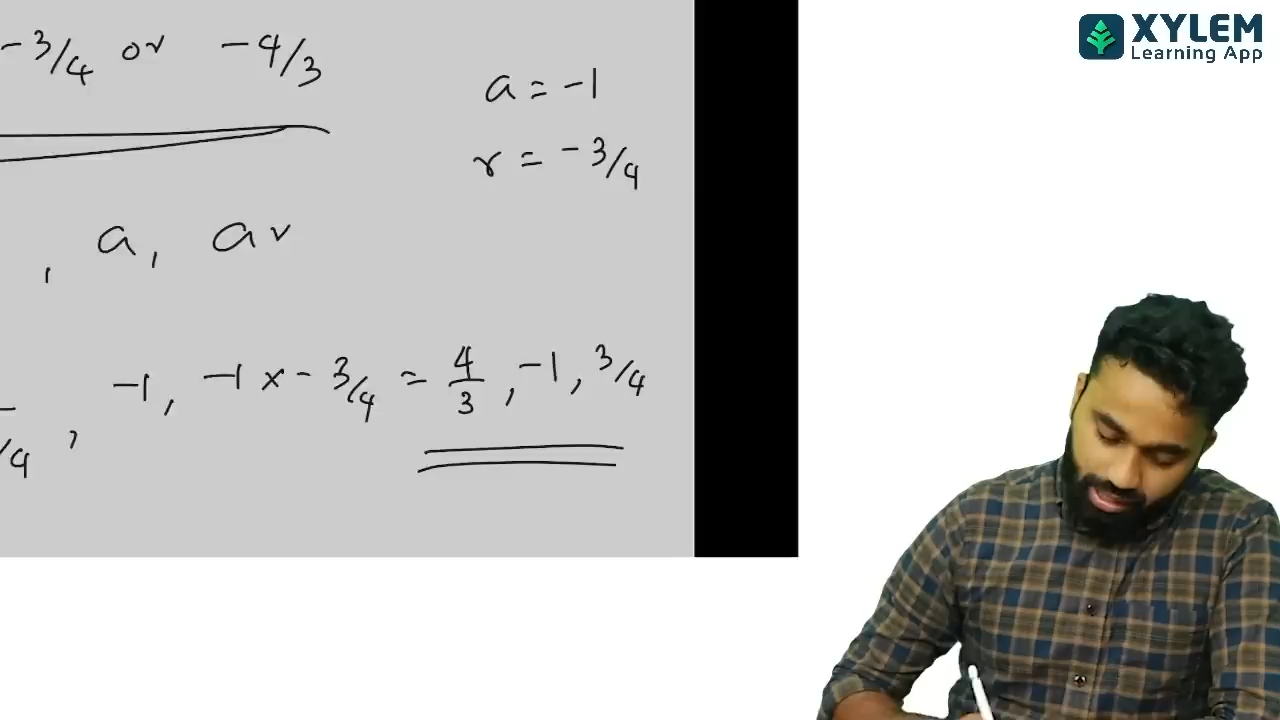 XYLEM
Learning App
-3/4 or -4/3
a = -1
r = -3/4
, a, ar
/4, -1, -1 x - 3/4 = 4/3, -1, 3/4